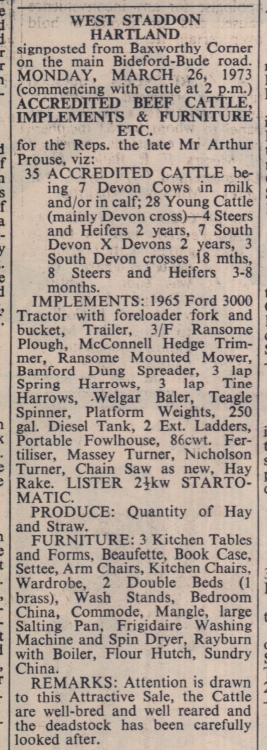 WEST STADDON
HARTLAND
signposted from Baxworthy Corner
on the main Bideford-Bude road.
MONDAY, MARCH 26, 1973
(commencing with cattle at 2 p.m.)
ACCREDITED BEEF CATTLE,
IMPLEMENTS & FURNITURE
ETC.
for the Reps. the late Mr Arthur
Prouse, viz:
35 ACCREDITED CATTLE be-
ing 7 Devon Cows in milk
and/or in calf; 28 Young Cattle
(mainly Devon cross)—4 Steers
and Heifers 2 years, 7 South
Devon X Devons 2 years, 3
South Devon crosses 18 mths,
8 Steers and Heifers 3-8
months.
IMPLEMENTS: 1965 Ford 3000
Tractor with foreloader fork and
bucket, Trailer, 3/F Ransome
Plough, McConnell Hedge Trim-
mer, Ransome Mounted Mower,
Bamford Dung Spreader, 3 lap
Spring Harrows, 3 lap Tine
Harrows, Welgar Baler, Teagle
Spinner, Platform Weights, 250
gal. Diesel Tank, 2 Ext. Ladders,
Portable Fowlhouse, 86cwt. Fer-
tiliser, Massey Turner, Nicholson
Turner, Chain Saw as new, Hay
Rake. LISTER 2½kw STARTO-
MATIC.
PRODUCE: Quantity of Hay
and Straw.
FURNITURE: 3 Kitchen Tables
and Forms, Beaufette, Book Case,
Settee, Arm Chairs, Kitchen Chairs,
Wardrobe, 2 Double Beds (1
brass), Wash Stands, Bedroom
China, Commode, Mangle, large
Salting Pan, Frigidaire Washing
Machine and Spin Dryer, Rayburn
with Boiler, Flour Hutch, Sundry
China.
REMARKS: Attention is drawn
to this Attractive Sale, the Cattle
are well-bred and well reared and
the deadstock has been carefully
looked after.